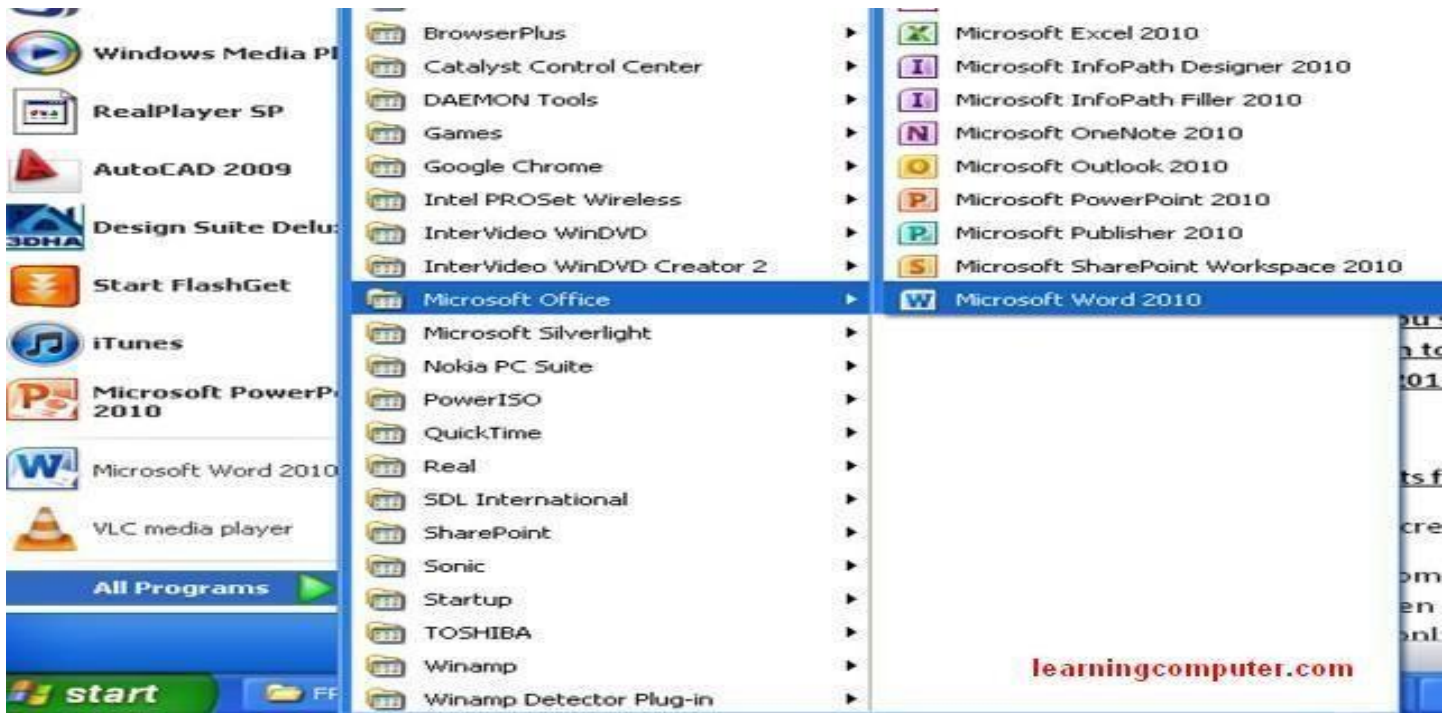 Windows Media Pl
RealPlayer SP
AutoCAD 2009
3DHA
Design Suite Delu
Start FlashGet
iTunes
Microsoft PowerP
2010
Microsoft Word 2010
VLC media player
All Programs
start
BrowserPlus
Catalyst Control Center
DAEMON Tools
Games
Google Chrome
Intel PROSet Wireless
InterVideo WinDVD
InterVideo WinDVD Creator 2
Microsoft Office
Microsoft Silverlight
Nokia PC Suite
PowerISO
QuickTime
Real
SDL International
SharePoint
Sonic
Startup
TOSHIBA
Winamp
Winamp Detector Plug-in
Microsoft Excel 2010
Microsoft InfoPath Designer 2010
Microsoft InfoPath Filler 2010
Microsoft OneNote 2010
Microsoft Outlook 2010
Microsoft PowerPoint 2010
Microsoft Publisher 2010
Microsoft SharePoint Workspace 2010
Microsoft Word 2010
learningcomputer.com